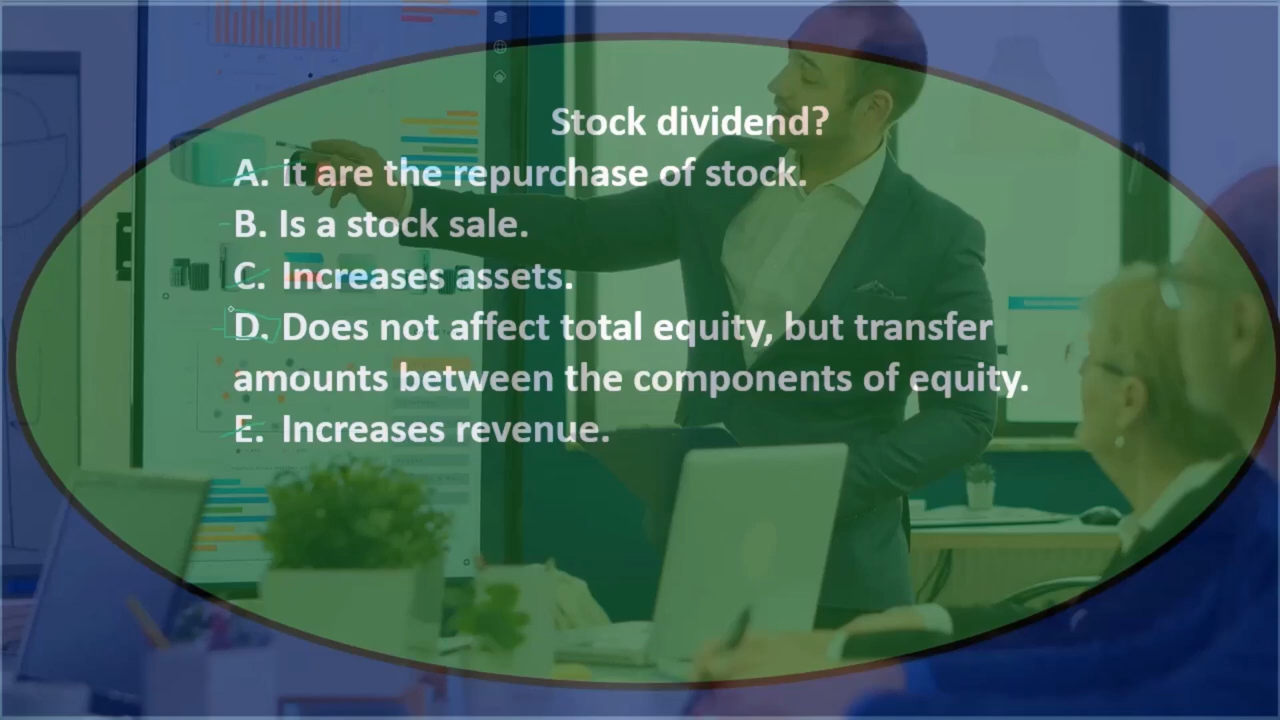 Stock dividend?
A. it are the repurchase of stock.
B. Is a stock sale.
C. Increases assets.
D. Does not affect total equity, but transfer
amounts between the components of equity.
E. Increases revenue.